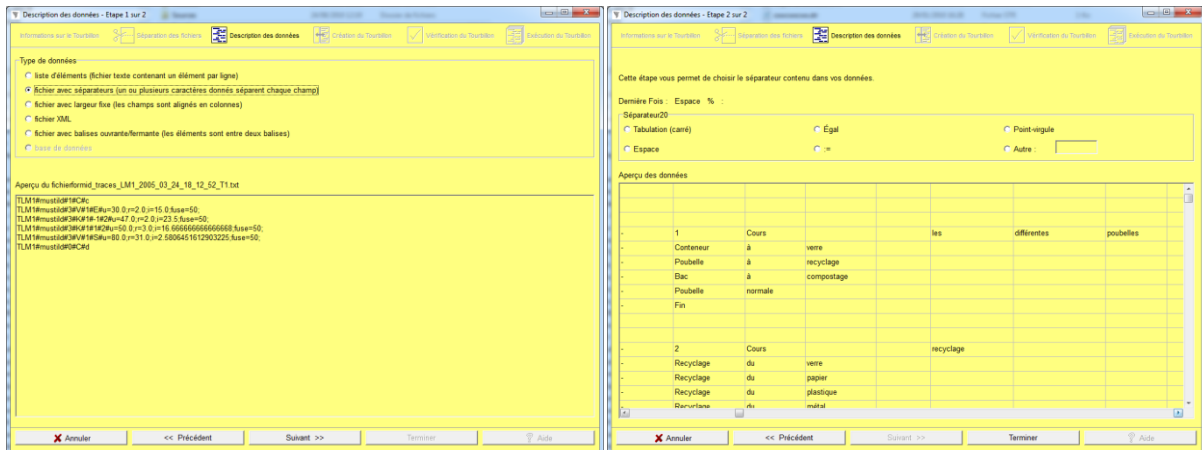 Description des données - Etape 1 sur 2
Informations sur le Tourbillon Séparation des fichiers Description des données Création du Tourbillon Vérification du Tourbillon Exécution du Tourbillon
Type de données
liste d'éléments (fichier texte contenant un élément par ligne)
fichier avec séparateurs (un ou plusieurs caractères donnés séparent chaque champ)
fichier avec largeur fixe (les champs sont alignés en colonnes)
fichier XML
fichier avec balises ouvrante/fermante (les éléments sont entre deux balises)
base de données
Aperçu du fichierformid_traces_LM1_2005_03_24_18_12_52_T1.txt
TLM1#mustild#1#C#c
TLM1#mustild#3#V#1#E#u=30.0;r=2.0;i=15.0;fuse=50;
TLM1#mustild#3#K#1#-1#2#u=47.0;r=2.0;i=23.5;fuse=50;
TLM1#mustild#3#K#1#1#2#u=50.0;r=3.0;i=16.666666666666668;fuse=50;
TLM1#mustild#3#V#1#S#u=80.0;r=31.0;i=2.5806451612903225;fuse=50;
TLM1#mustild#0#C#d
Annuler << Précédent Suivant >> Terminer Aide
Description des données - Etape 2 sur 2
Informations sur le Tourbillon Séparation des fichiers Description des données Création du Tourbillon Vérification du Tourbillon Exécution du Tourbillon
Cette étape vous permet de choisir le séparateur contenu dans vos données.
Dernière Fois : Espace % :
Séparateur20
Tabulation (carré) Égal Point-virgule
Espace := Autre :
Aperçu des données
- 1 Cours les différentes poubelles
- Conteneur à verre
- Poubelle à recyclage
- Bac à compostage
- Poubelle normale
- Fin
- 2 Cours recyclage
- Recyclage du verre
- Recyclage du papier
- Recyclage du plastique
- Recyclage du métal
Annuler << Précédent Suivant >> Terminer Aide